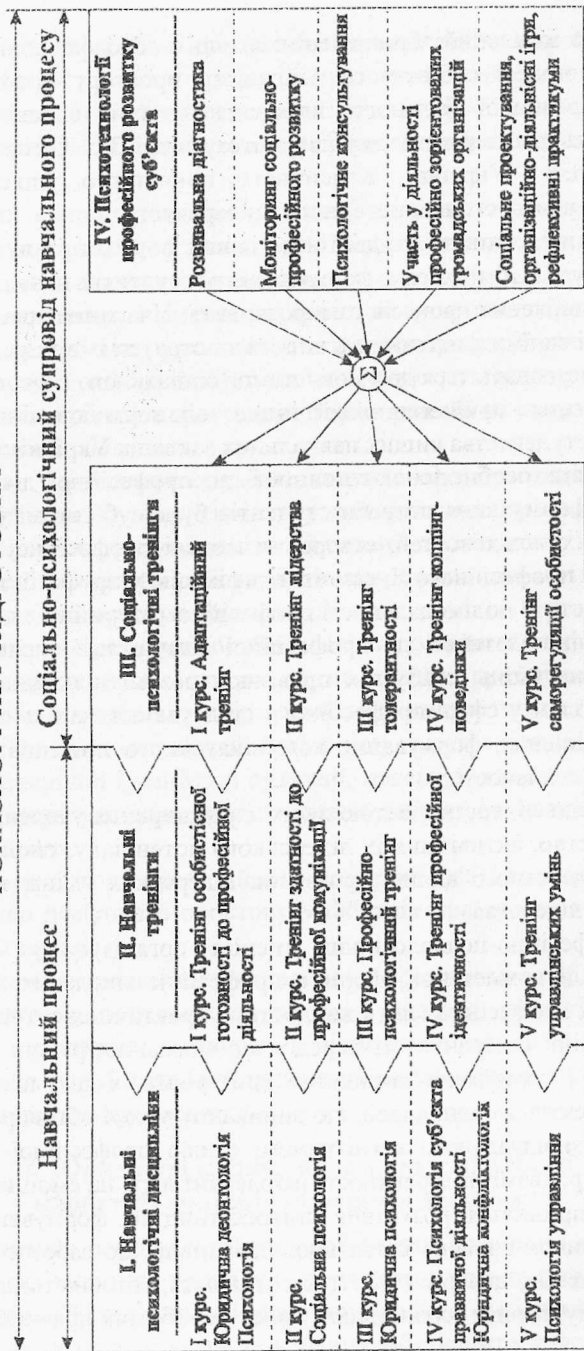 Навчальний процес
Соціально-психологічний супровід навчального процесу
I. Навчальні
психологічні дисципліни
I курс.
Юридична деонтологія
Психологія
II курс.
Соціальна психологія
III курс.
Юридична психологія
IV курс. Психологія суб’єкта
правничої діяльності
Юридична конфліктологія
V курс.
Психологія управління
II. Навчальні
тренінги
I курс. Тренінг особистісної
готовності до професійної
діяльності
II курс. Тренінг здатності до
професійної комунікації
III курс. Професійно-
психологічний тренінг
IV курс. Тренінг професійної
ідентичності
V курс. Тренінг
управлінських умінь
III. Соціально-
психологічні тренінги
I курс. Адаптаційний
тренінг
II курс. Тренінг лідерства
III курс. Тренінг
толерантності
IV курс. Тренінг копінг-
поведінки
V курс. Тренінг
саморегуляції особистості
Σ
IV. Психотехнології
професійного розвитку
суб’єкта
Розвивальна діагностика
Моніторинг соціально-
професійного розвитку
Психологічне консультування
Участь у діяльності
професійно зорієнтованих
громадських організацій
Соціальне проектування,
організаційно-діяльнісні ігри,
рефлексивні практикуми